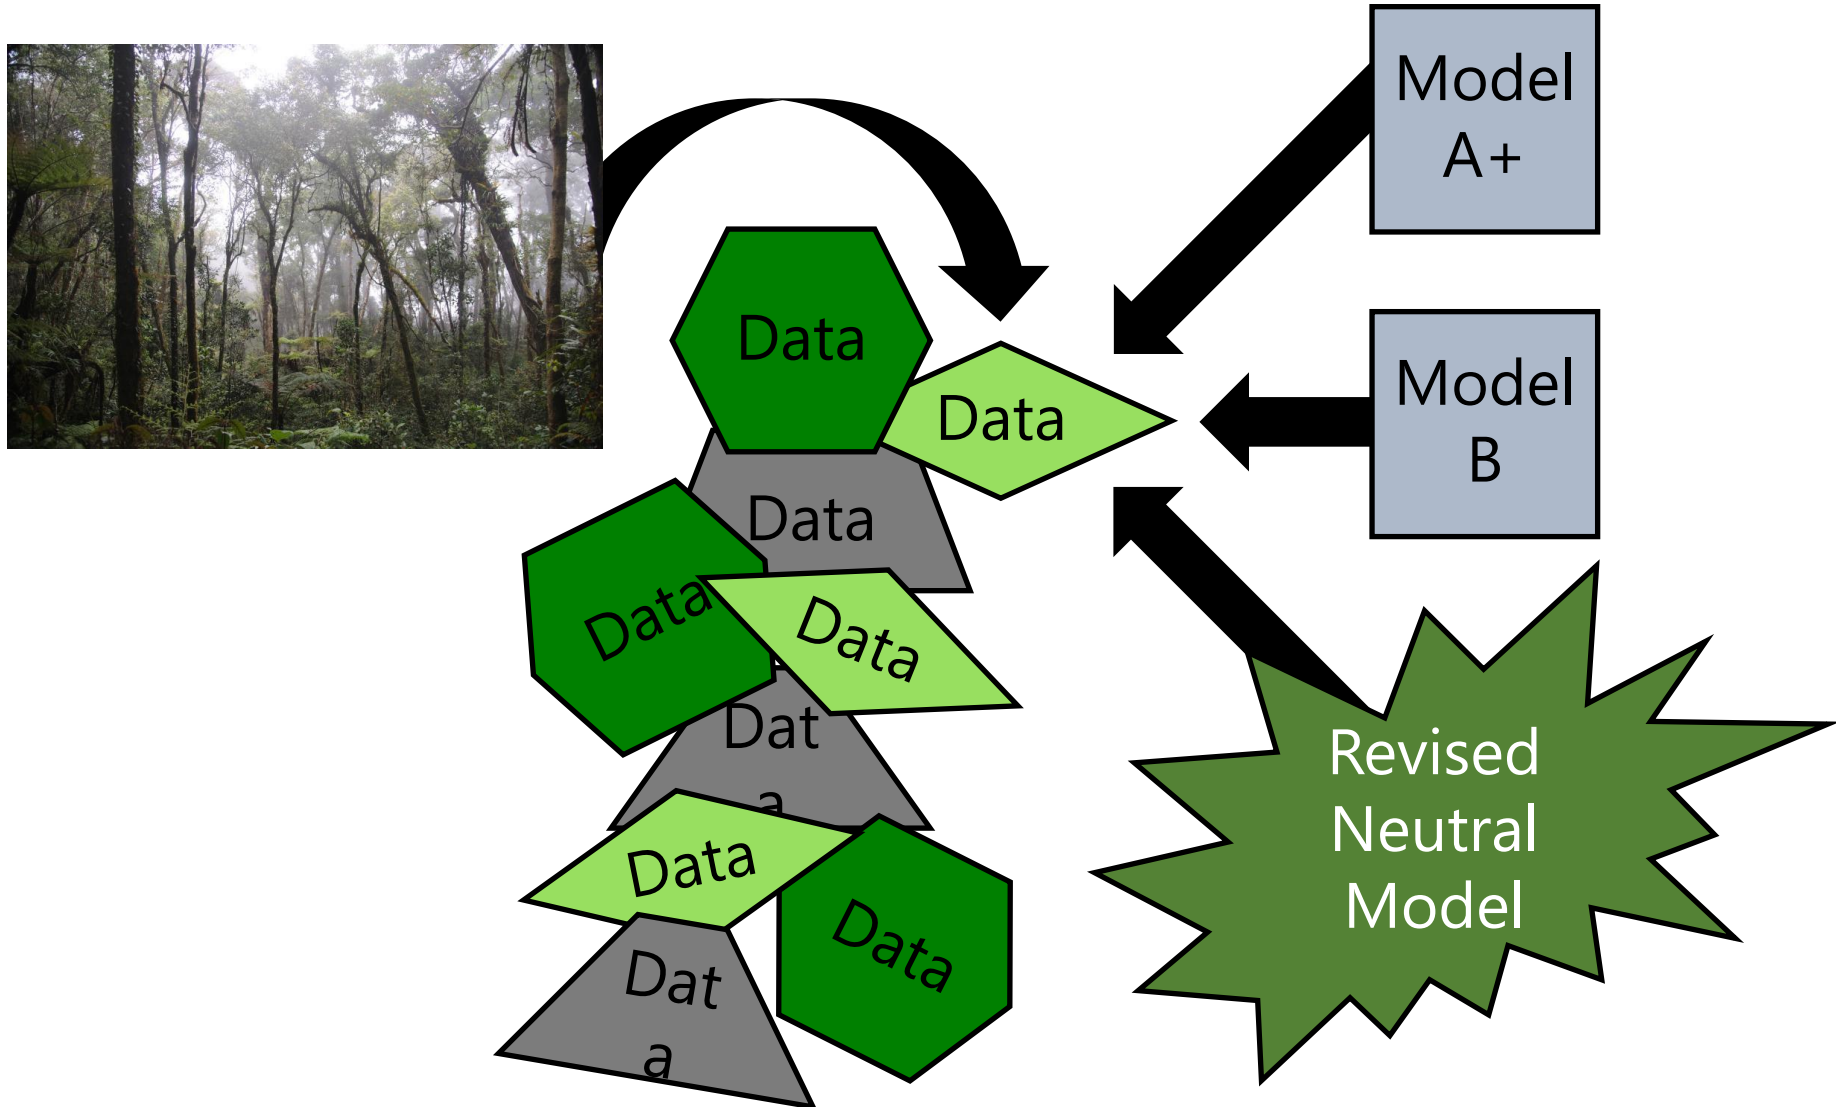 Model
A+
Data
Data
Model
B
Data
Data
Data
Dat
a
Data
Data
Dat
a
Revised
Neutral
Model